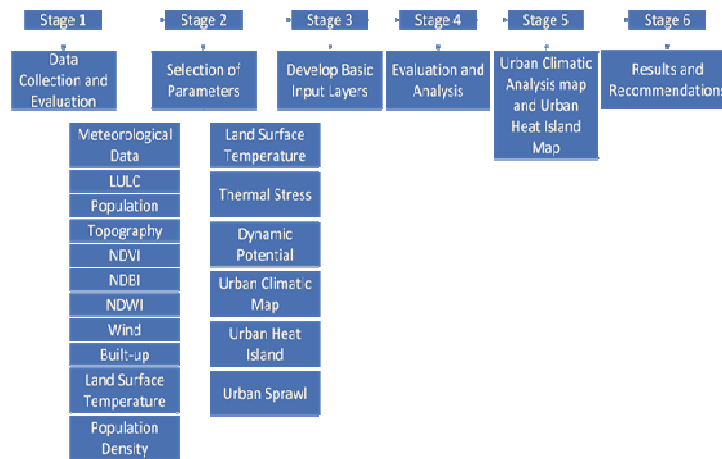 Stage 1
Stage 2
Stage 3
Stage 4
Stage 5
Stage 6
Data
Collection and
Evaluation
Selection of
Parameters
Develop Basic
Input Layers
Evaluation and
Analysis
Urban Climatic
Analysis map
and Urban
Heat Island
Map
Results and
Recommendations
Meteorological
Data
LULC
Population
Topography
NDVI
NDBI
NDWI
Wind
Built-up
Land Surface
Temperature
Population
Density
Land Surface
Temperature
Thermal Stress
Dynamic
Potential
Urban Climatic
Map
Urban Heat
Island
Urban Sprawl